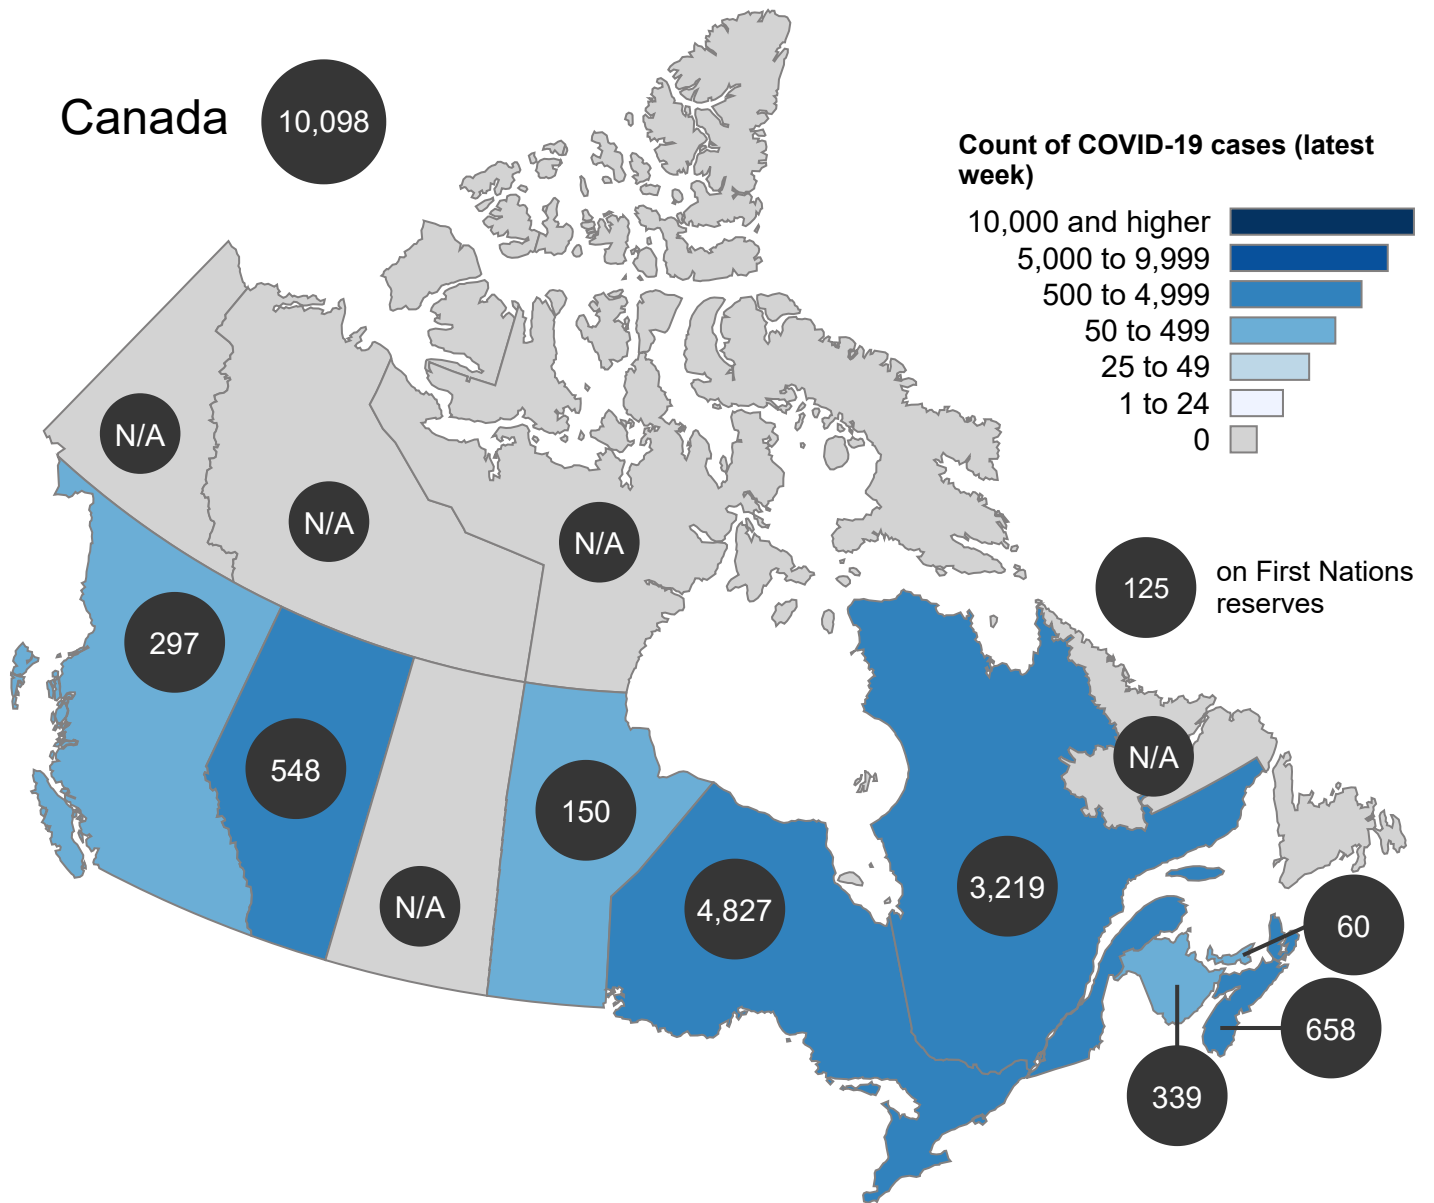 Canada
10,098
Count of COVID-19 cases (latest
week)
10,000 and higher
5,000 to 9,999
500 to 4,999
50 to 499
25 to 49
1 to 24
0
N/A
N/A
N/A
125
on First Nations
reserves
297
548
N/A
150
N/A
4,827
3,219
60
658
339